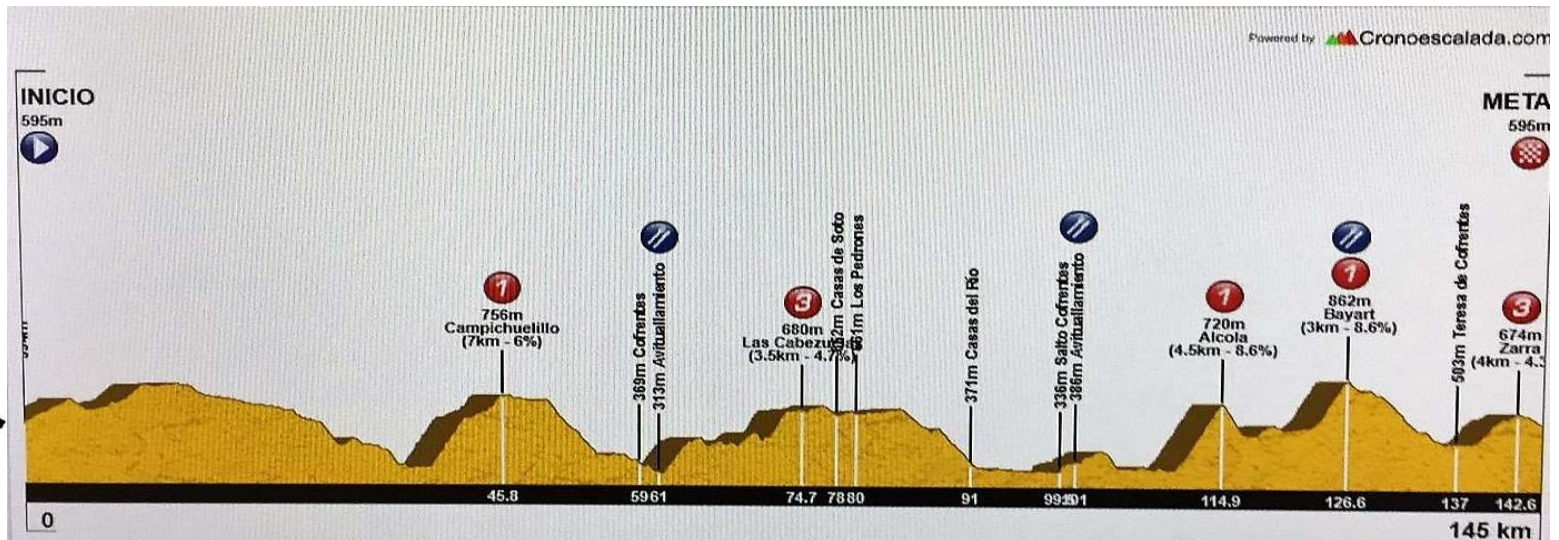 Powered by Cronoescalada.com
INICIO
595m
META
595m
1
756m
Campichuelillo
(7km - 6%)
369m Cofrentes
313m Avituallamiento
3
680m
Las
(3.5km - 4.7%)
Casas de Soto
Los Pedrones
371m Casas del Río
336m Salto Cofrentes
386m Avituallamiento
1
720m
Alcola
(4.5km - 8.6%)
1
862m
Bayart
(3km - 8.6%)
503m Teresa de Cofrentes
3
674m
Zarra
(4km - 4.3
45.8
59
61
74.7
78
80
91
101
114.9
126.6
137
142.6
0
145 km